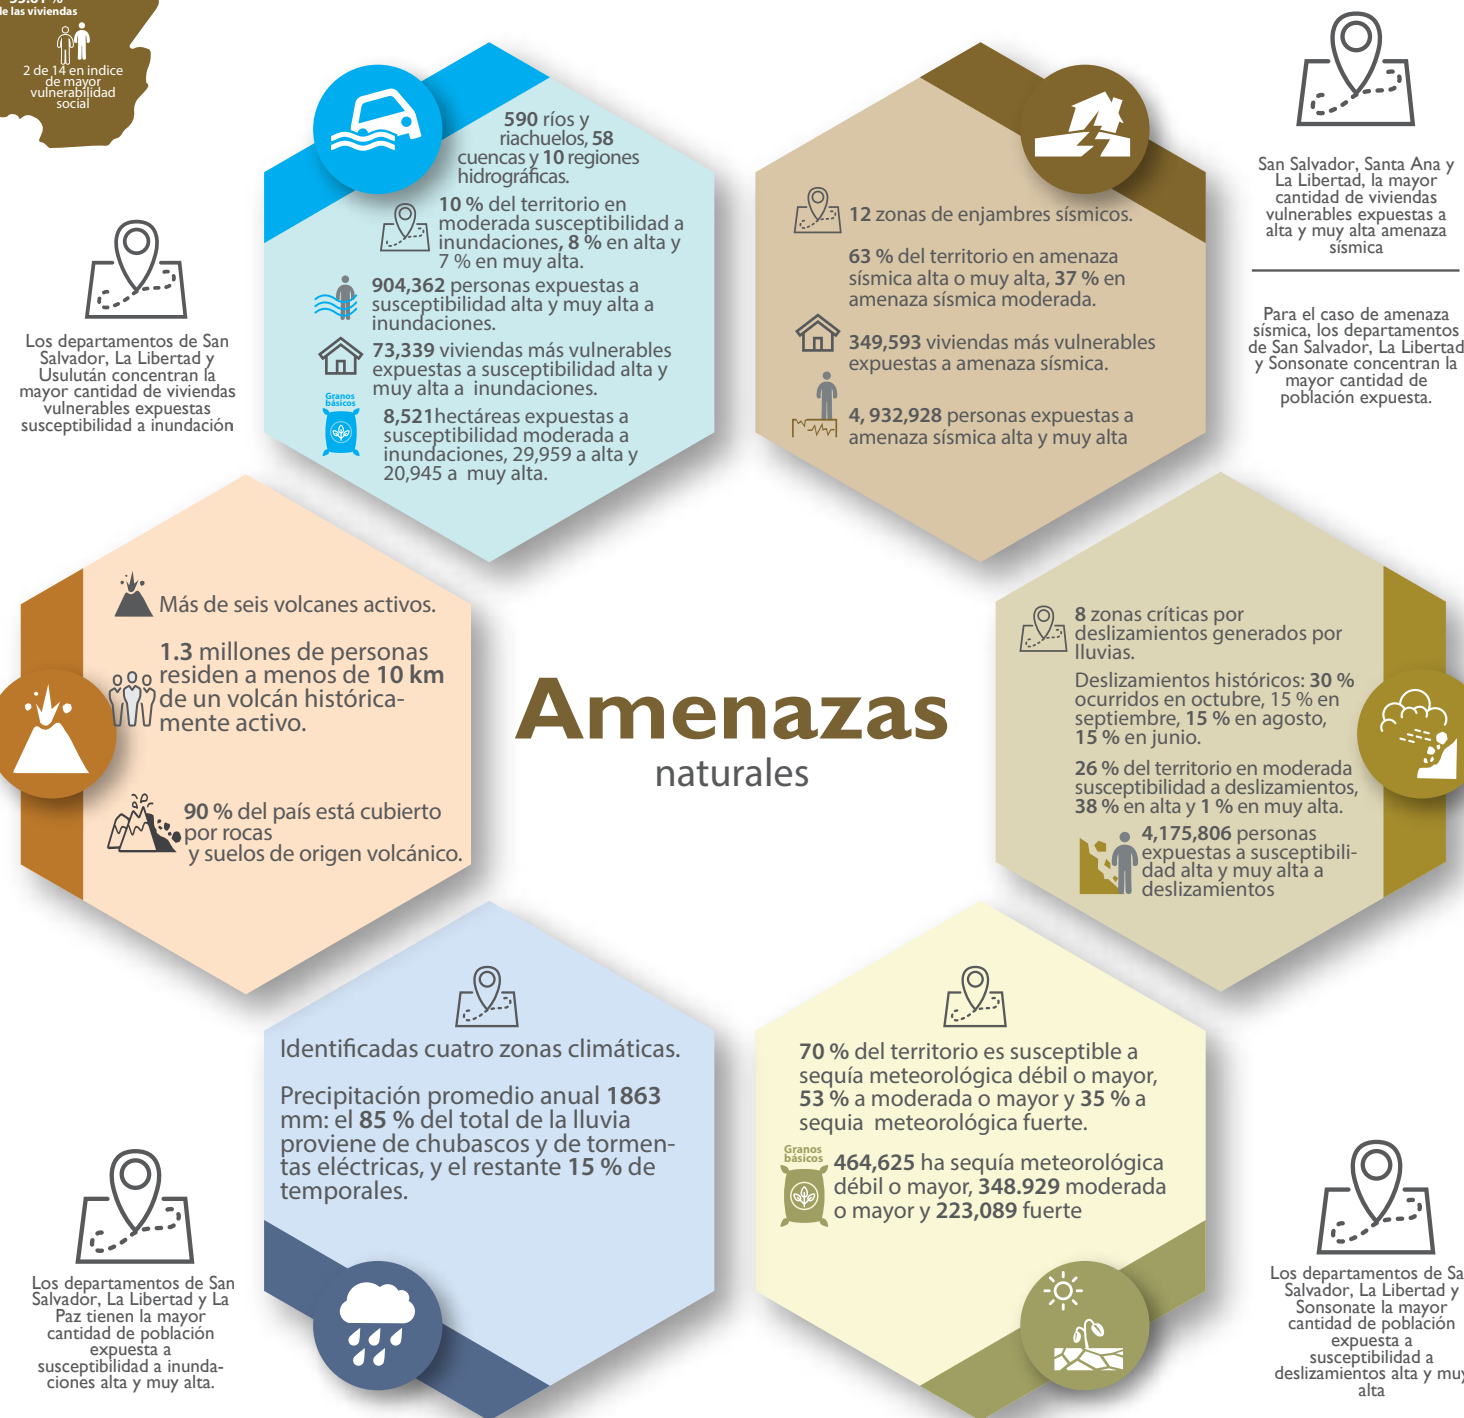 de las viviendas
2 de 14 en indice
de mayor
vulnerabilidad
social
590 ríos y
riachuelos, 58
cuencas y 10 regiones
hidrográficas.
10 % del territorio en
moderada susceptibilidad a
inundaciones, 8 % en alta y
7 % en muy alta.
904,362 personas expuestas a
susceptibilidad alta y muy alta a
inundaciones.
73,339 viviendas más vulnerables
expuestas a susceptibilidad alta y
muy alta a inundaciones.
Granos
básicos
8,521hectáreas expuestas a
susceptibilidad moderada a
inundaciones, 29,959 a alta y
20,945 a muy alta.
Los departamentos de San
Salvador, La Libertad y
Usulután concentran la
mayor cantidad de viviendas
vulnerables expuestas
susceptibilidad a inundación
12 zonas de enjambres sísmicos.
63 % del territorio en amenaza
sísmica alta o muy alta, 37 % en
amenaza sísmica moderada.
349,593 viviendas más vulnerables
expuestas a amenaza sísmica.
4, 932,928 personas expuestas a
amenaza sísmica alta y muy alta
San Salvador, Santa Ana y
La Libertad, la mayor
cantidad de viviendas
vulnerables expuestas a
alta y muy alta amenaza
sísmica
Para el caso de amenaza
sísmica, los departamentos
de San Salvador, La Libertad
y Sonsonate concentran la
mayor cantidad de
población expuesta.
Más de seis volcanes activos.
1.3 millones de personas
residen a menos de 10 km
de un volcán histórica-
mente activo.
90 % del país está cubierto
por rocas
y suelos de origen volcánico.
Amenazas
naturales
8 zonas críticas por
deslizamientos generados por
lluvias.
Deslizamientos históricos: 30 %
ocurridos en octubre, 15 % en
septiembre, 15 % en agosto,
15 % en junio.
26 % del territorio en moderada
susceptibilidad a deslizamientos,
38 % en alta y 1 % en muy alta.
4,175,806 personas
expuestas a susceptibili-
dad alta y muy alta a
deslizamientos
Identificadas cuatro zonas climáticas.
Precipitación promedio anual 1863
mm: el 85 % del total de la lluvia
proviene de chubascos y de tormen-
tas eléctricas, y el restante 15 % de
temporales.
70 % del territorio es susceptible a
sequía meteorológica débil o mayor,
53 % a moderada o mayor y 35 % a
sequia meteorológica fuerte.
Granos
básicos
464,625 ha sequía meteorológica
débil o mayor, 348.929 moderada
o mayor y 223,089 fuerte
Los departamentos de San
Salvador, La Libertad y La
Paz tienen la mayor
cantidad de población
expuesta a
susceptibilidad a inunda-
ciones alta y muy alta.
Los departamentos de Sa
Salvador, La Libertad y
Sonsonate la mayor
cantidad de población
expuesta a
susceptibilidad a
deslizamientos alta y muy
alta